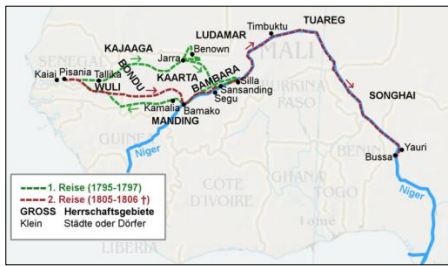 LUDAMAR
Timbuktu
TUAREG
KAJAAGA
Benown
SENEGAL
Jarra
MALI
Kaiai
Pisania
Tallika
BONDU
KAARTA
WULI
BAMBARA
Silla
Sansanding
BURKINA
FASO
SONGHAI
Kamalia
Segu
MANDING
Bamako
GUINEA
BENIN
Yauri
Bussa
Niger
CÔTE
D'IVOIRE
GHANA
TOGO
Niger
Lome
1. Reise (1795-1797)
2. Reise (1805-1806 †)
GROSS Herrschaftsgebiete
Klein Städte oder Dörfer
LIBERIA